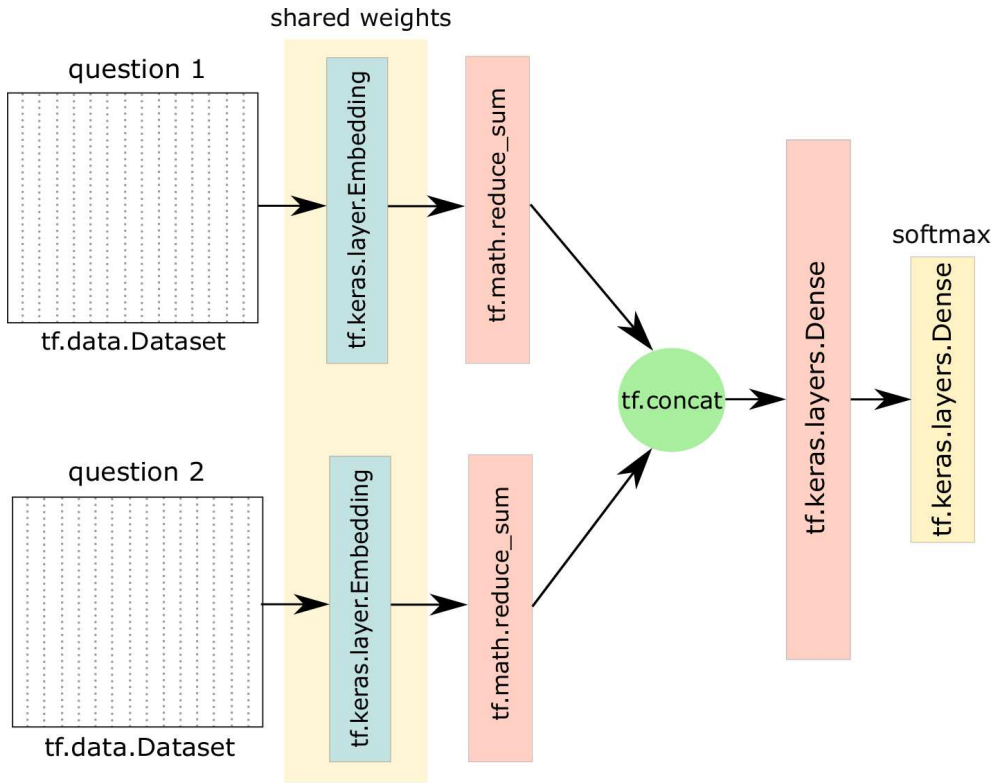 shared weights
question 1
tf.keras.layer.Embedding
tf.math.reduce_sum
tf.data.Dataset
tf.concat
tf.keras.layers.Dense
softmax
tf.keras.layers.Dense
question 2
tf.keras.layer.Embedding
tf.math.reduce_sum
tf.data.Dataset